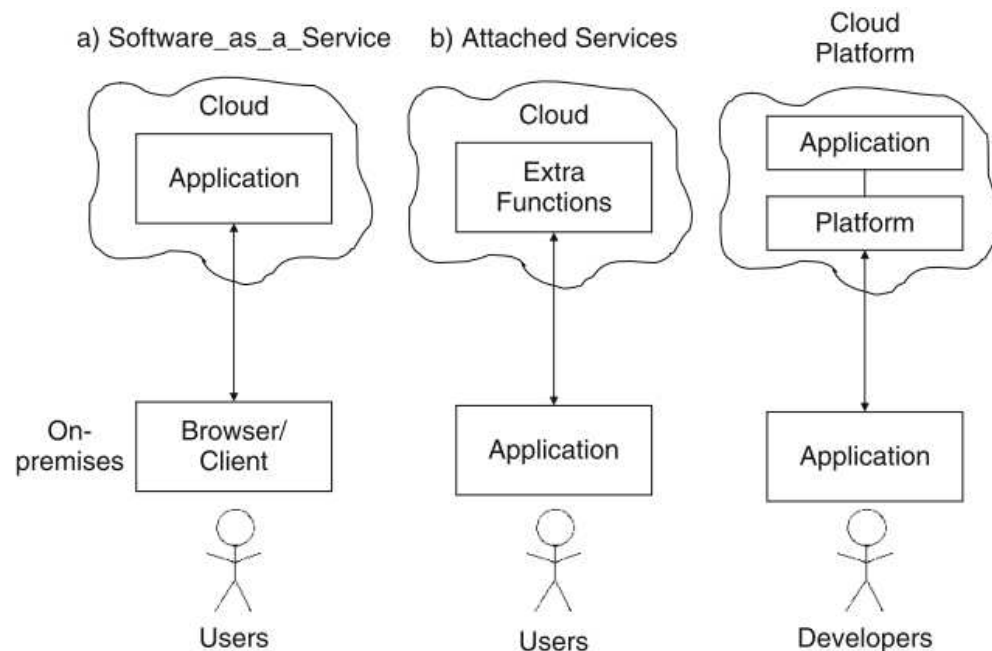 a) Software_as_a_Service
Cloud
Application
On-
premises
Browser/
Client
Users
b) Attached Services
Cloud
Extra
Functions
Application
Users
Cloud
Platform
Application
Platform
Application
Developers